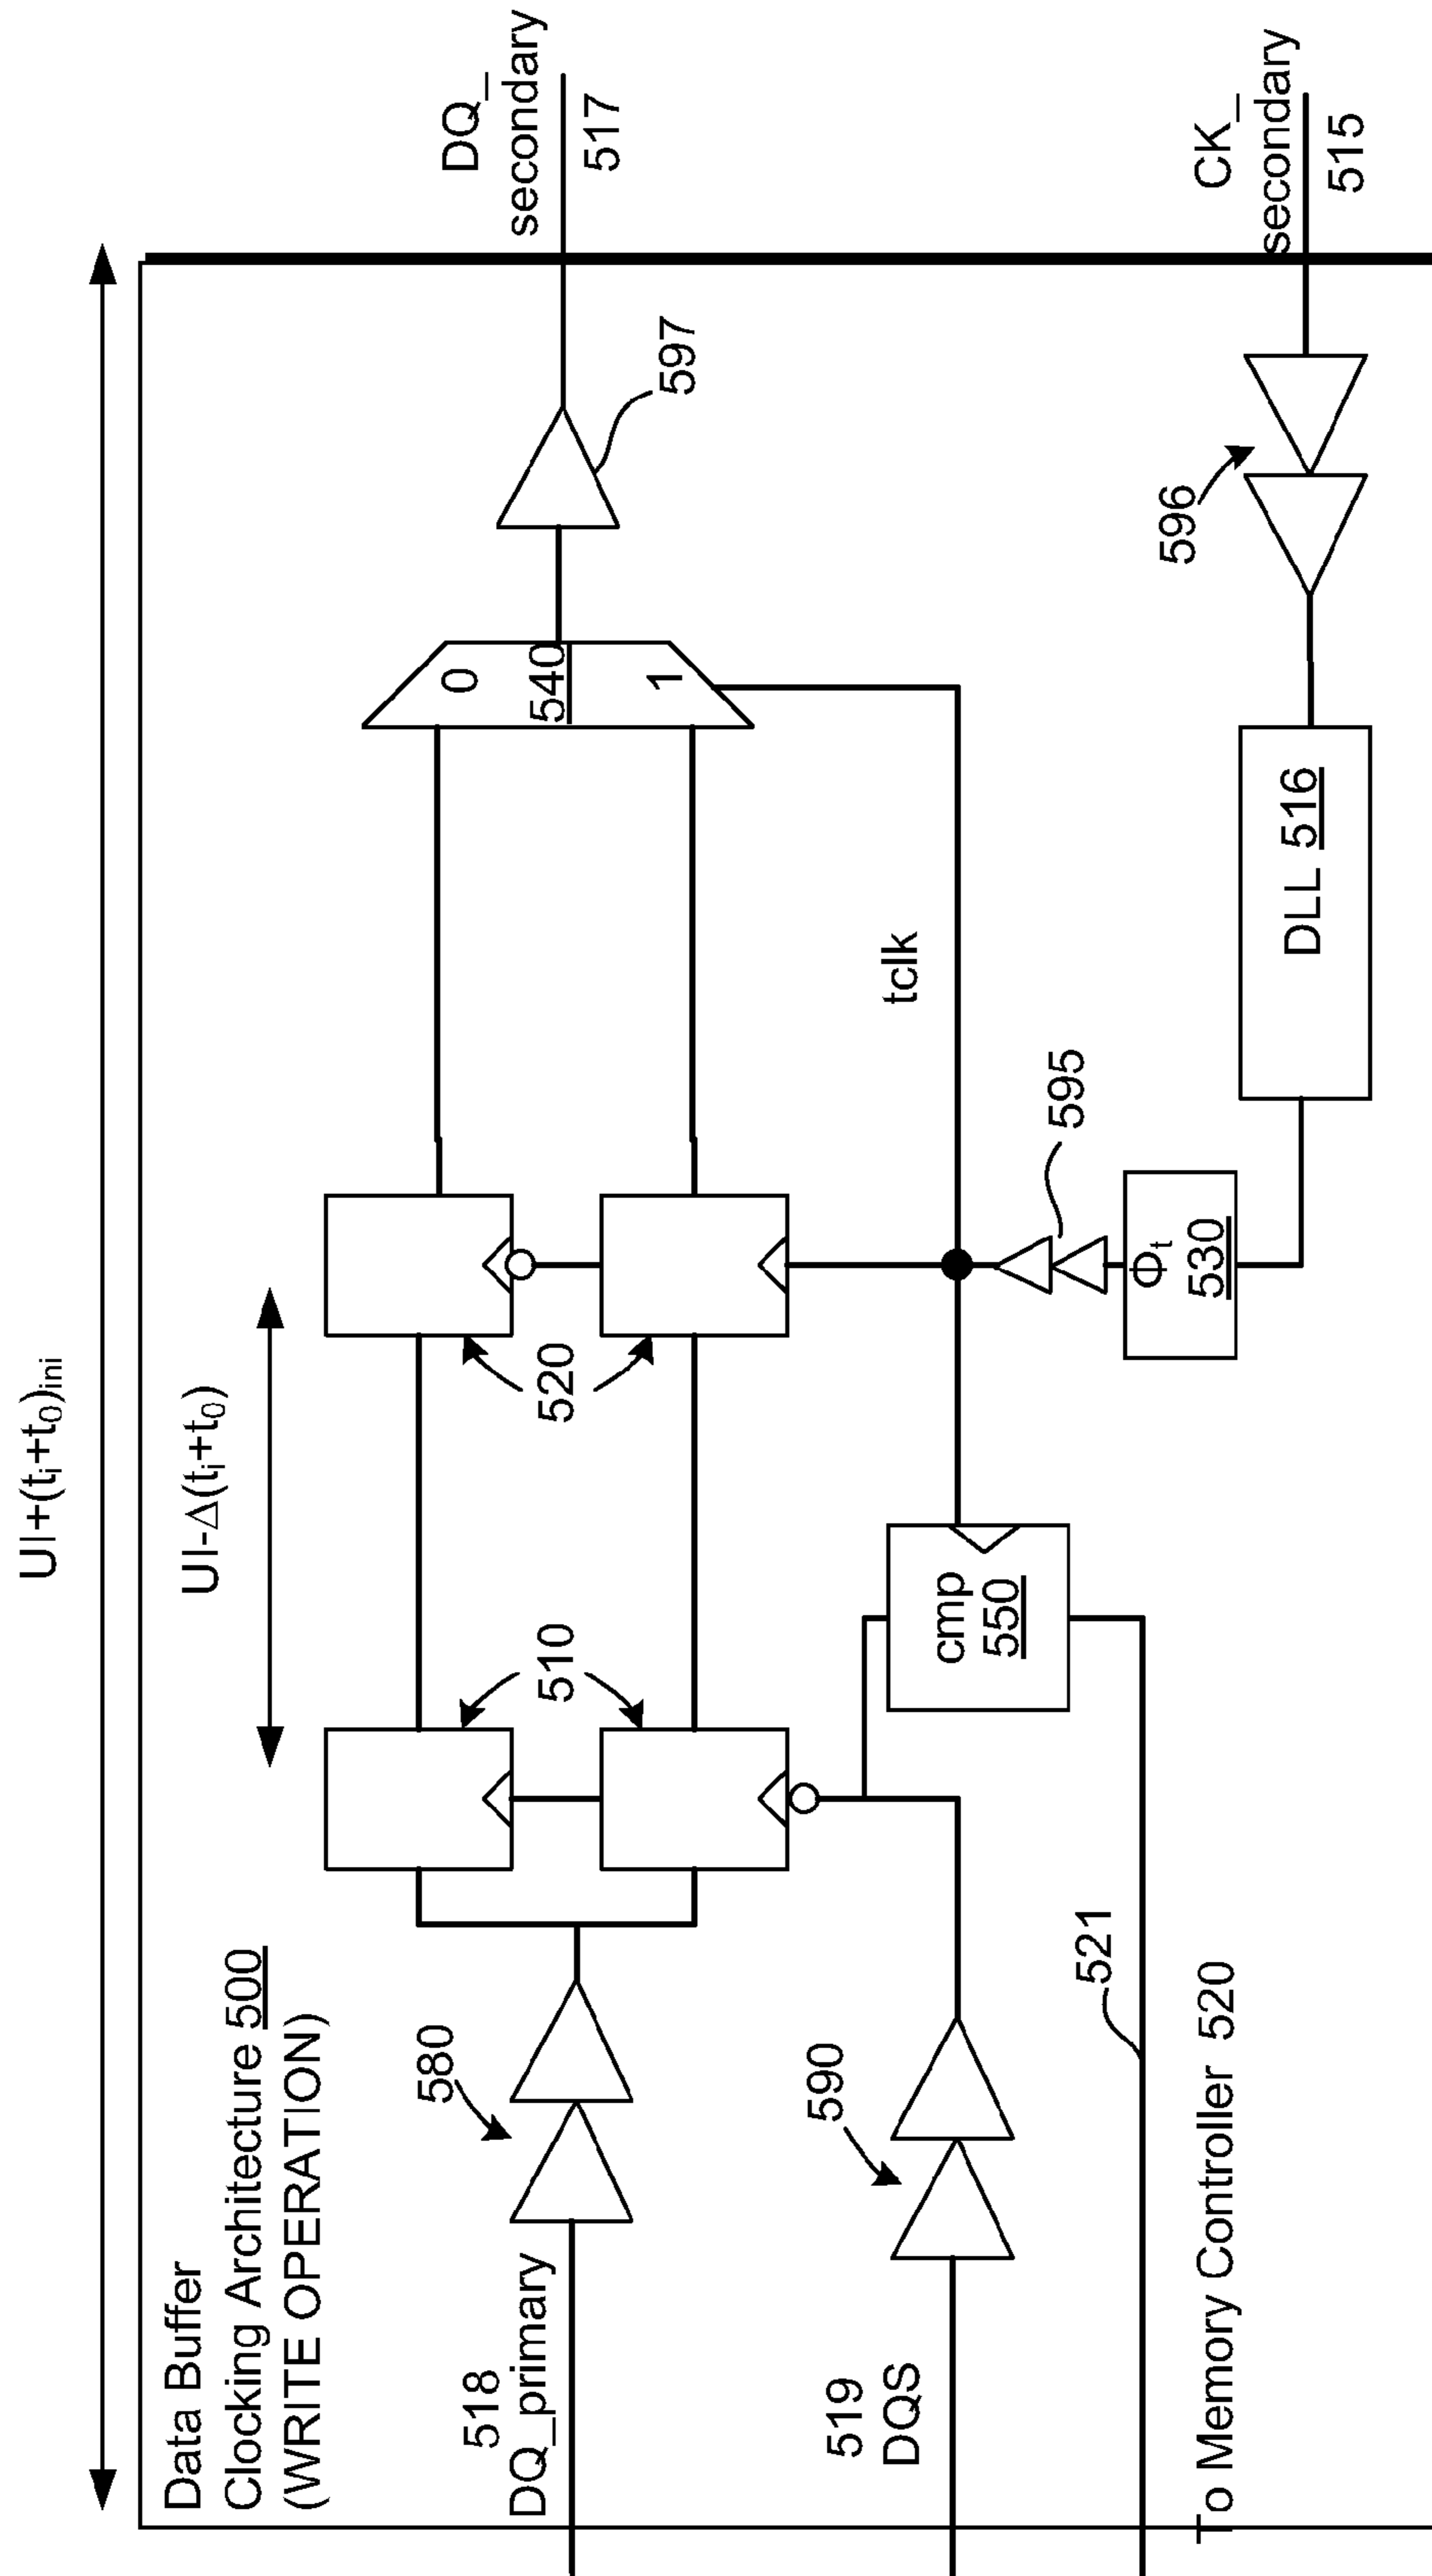 UI+(tᵢ+t₀)ᵢₙᵢ
Data Buffer
Clocking Architecture 500
(WRITE OPERATION)
UI-Δ(tᵢ+t₀)
518
DQ_primary
580
510
520
0
540
1
597
DQ_
secondary
517
519
DQS
590
cmp
550
tclk
595
Φₜ
530
DLL 516
596
CK_
secondary
515
521
To Memory Controller 520